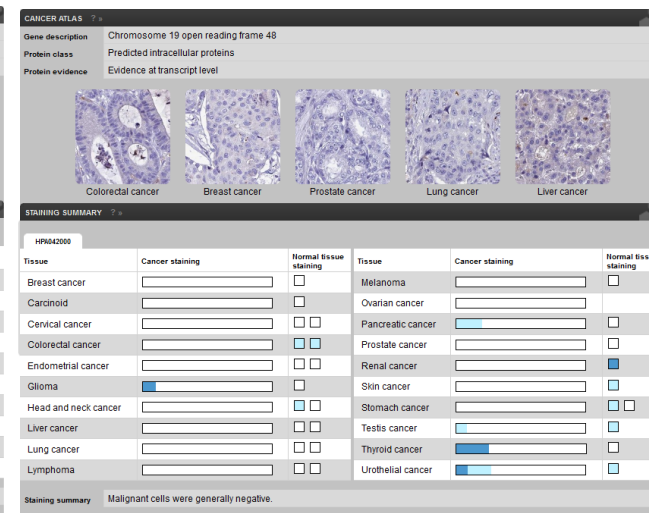 CANCER ATLAS ? »
Gene description Chromosome 19 open reading frame 48
Protein class Predicted intracellular proteins
Protein evidence Evidence at transcript level
Colorectal cancer Breast cancer Prostate cancer Lung cancer Liver cancer
STAINING SUMMARY ? »
HPA042000
Tissue Cancer staining Normal tissue staining Tissue Cancer staining Normal tiss staining
Breast cancer Melanoma
Carcinoid Ovarian cancer
Cervical cancer Pancreatic cancer
Colorectal cancer Prostate cancer
Endometrial cancer Renal cancer
Glioma Skin cancer
Head and neck cancer Stomach cancer
Liver cancer Testis cancer
Lung cancer Thyroid cancer
Lymphoma Urothelial cancer
Staining summary Malignant cells were generally negative.